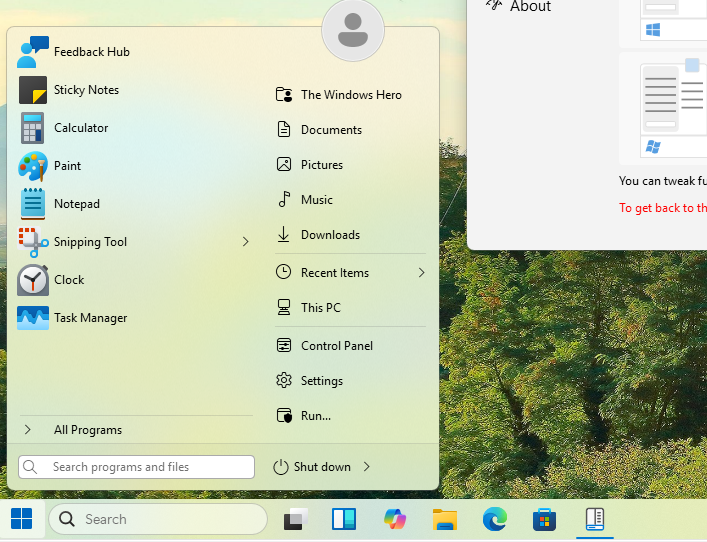 About
Feedback Hub
Sticky Notes
Calculator
Paint
Notepad
Snipping Tool
Clock
Task Manager
All Programs
Search programs and files
The Windows Hero
Documents
Pictures
Music
Downloads
Recent Items
This PC
Control Panel
Settings
Run...
Shut down
You can tweak fu
To get back to th
Search